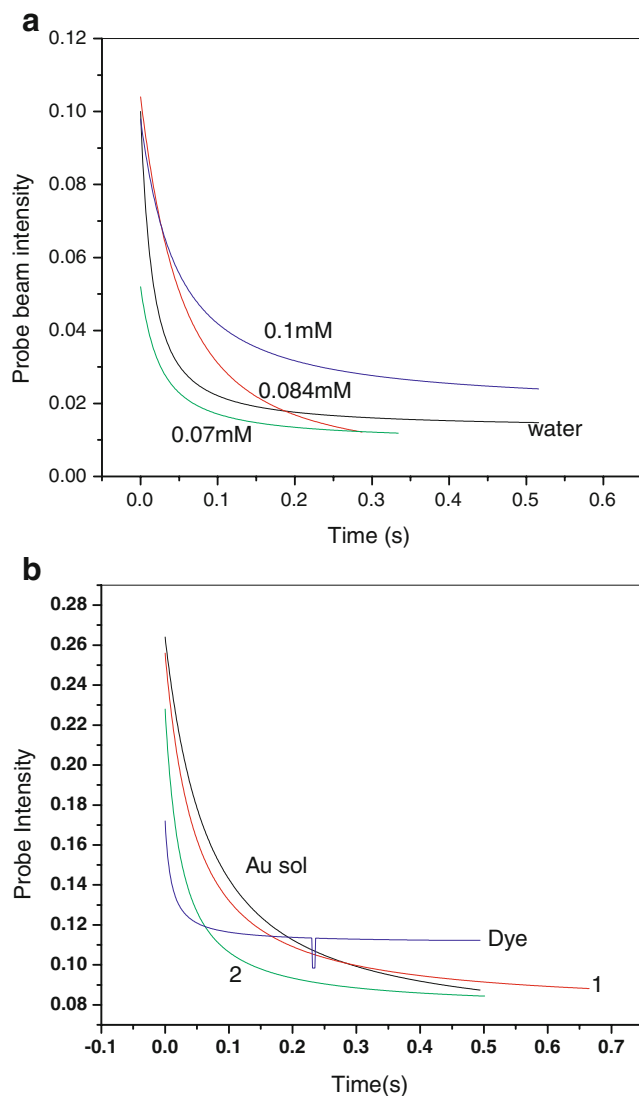 a
0.12
0.10
0.08
0.06
0.04
0.02
0.00
Probe beam intensity
0.1mM
0.084mM
0.07mM
water
0.0 0.1 0.2 0.3 0.4 0.5 0.6
Time (s)
b
0.28
0.26
0.24
0.22
0.20
0.18
0.16
0.14
0.12
0.10
0.08
Probe Intensity
Au sol
Dye
2
1
-0.1 0.0 0.1 0.2 0.3 0.4 0.5 0.6 0.7
Time(s)